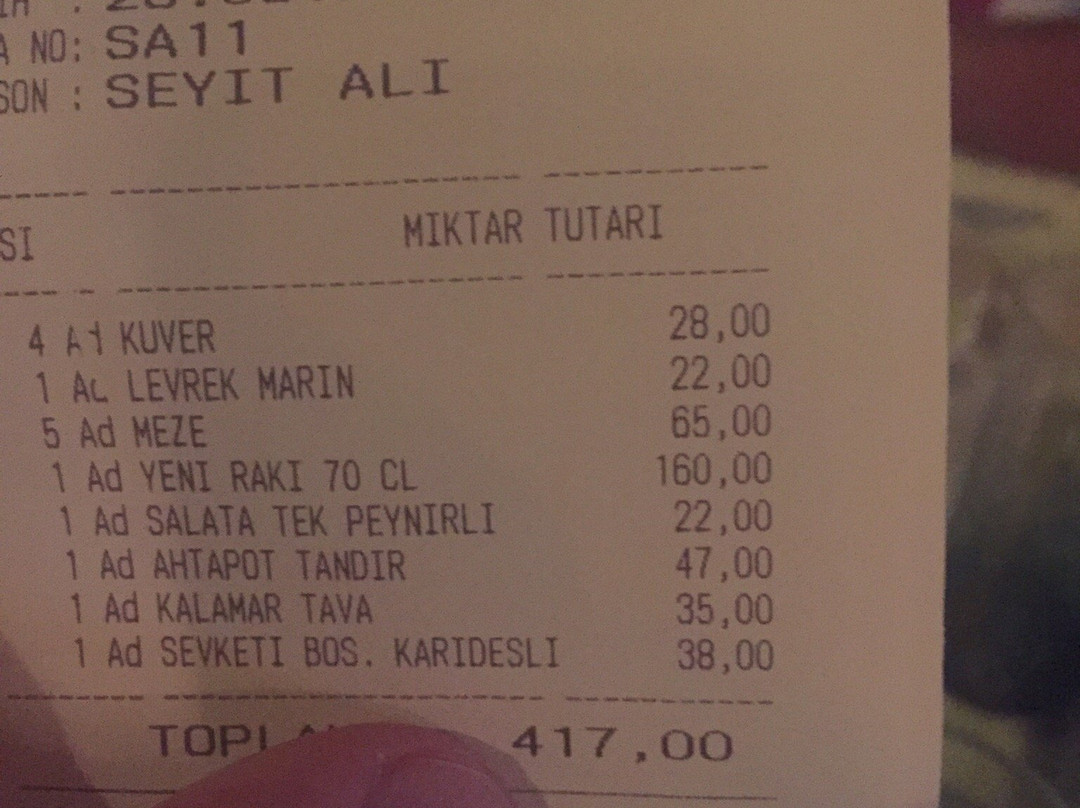 NO: SA11
SON : SEYIT ALI
SI MIKTAR TUTARI
4 Ad KUVER 28,00
1 Ad LEVREK MARIN 22,00
5 Ad MEZE 65,00
1 Ad YENI RAKI 70 CL 160,00
1 Ad SALATA TEK PEYNIRLI 22,00
1 Ad AHTAPOT TANDIR 47,00
1 Ad KALAMAR TAVA 35,00
1 Ad SEVKETI BOS. KARIDESLI 38,00
417,00